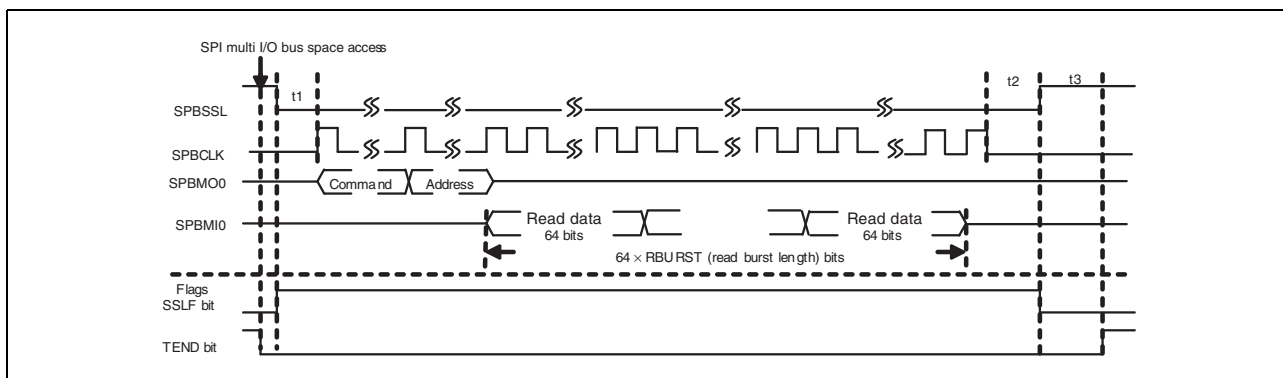 SPI multi I/O bus space access
t1
t2
t3
SPBSSL
SPBCLK
SPBMO0
Command
Address
SPBMI0
Read data
64 bits
Read data
64 bits
64 × RBURST (read burst length) bits
Flags
SSLF bit
TEND bit